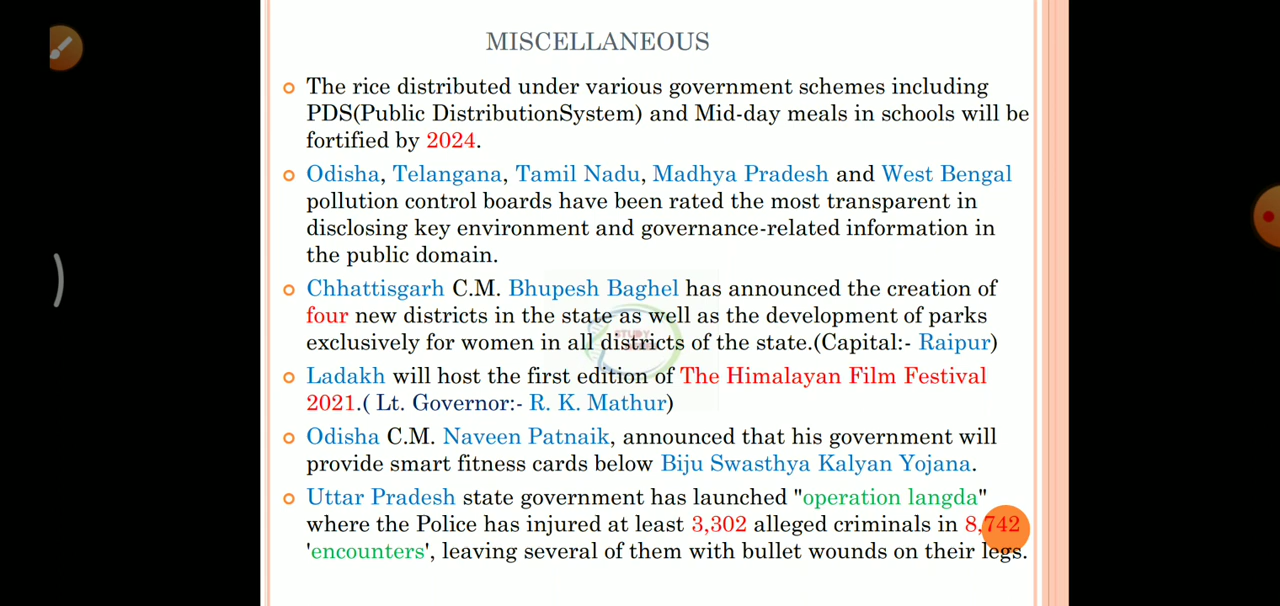 MISCELLANEOUS
The rice distributed under various government schemes including
PDS(Public DistributionSystem) and Mid-day meals in schools will be
fortified by 2024.
Odisha, Telangana, Tamil Nadu, Madhya Pradesh and West Bengal
pollution control boards have been rated the most transparent in
disclosing key environment and governance-related information in
the public domain.
Chhattisgarh C.M. Bhupesh Baghel has announced the creation of
four new districts in the state as well as the development of parks
exclusively for women in all districts of the state.(Capital:- Raipur)
Ladakh will host the first edition of The Himalayan Film Festival
2021.( Lt. Governor:- R. K. Mathur)
Odisha C.M. Naveen Patnaik, announced that his government will
provide smart fitness cards below Biju Swasthya Kalyan Yojana.
Uttar Pradesh state government has launched "operation langda"
where the Police has injured at least 3,302 alleged criminals in 8,742
'encounters', leaving several of them with bullet wounds on their legs.